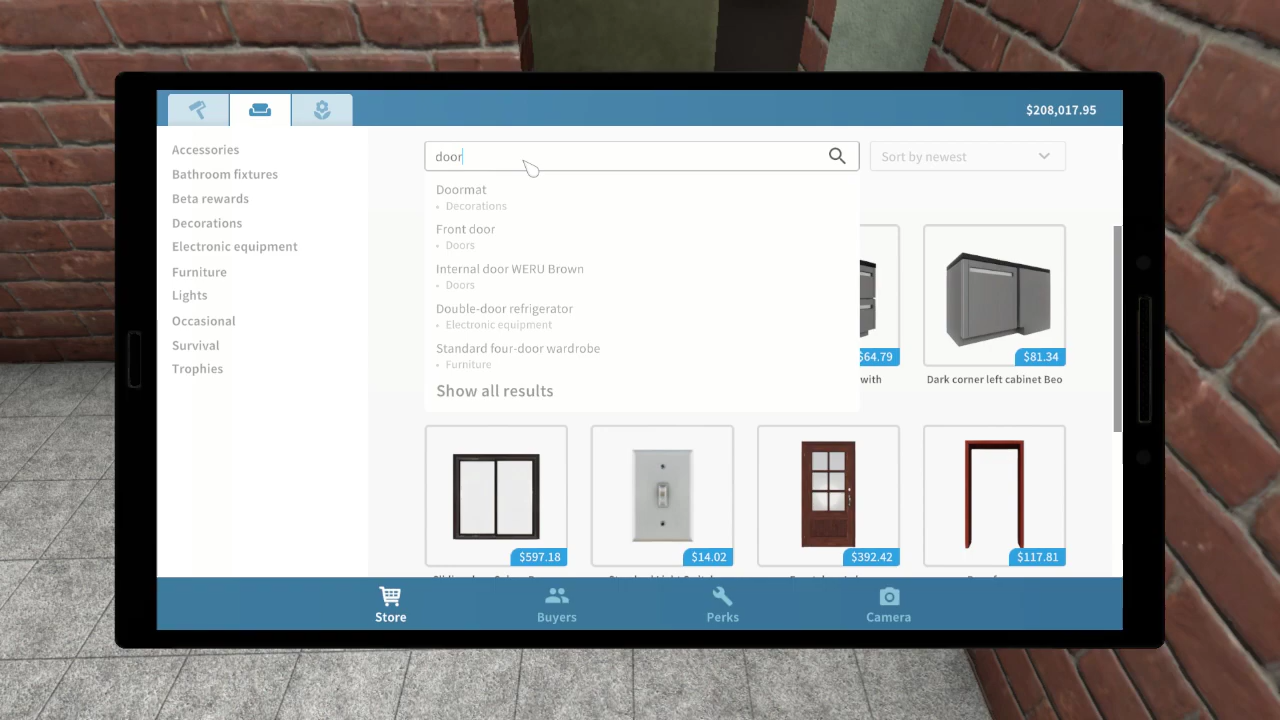 $208,017.95
Accessories
Bathroom fixtures
Beta rewards
Decorations
Electronic equipment
Furniture
Lights
Occasional
Survival
Trophies
door
Sort by newest
Doormat
• Decorations
Front door
• Doors
Internal door WERU Brown
• Doors
Double-door refrigerator
• Electronic equipment
Standard four-door wardrobe
• Furniture
Show all results
$64.79
$81.34
with
Dark corner left cabinet Beo
$597.18
$14.02
$392.42
$117.81
Store
Buyers
Perks
Camera